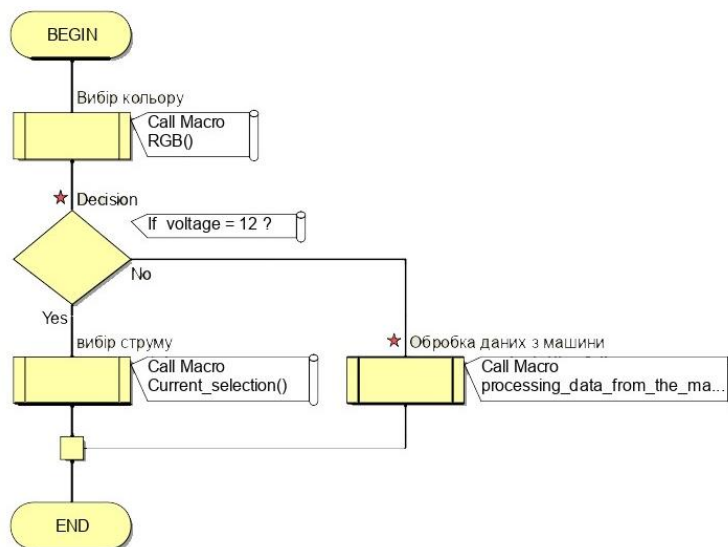 BEGIN
Вибір кольору
Call Macro
RGB()
Decision
If voltage = 12 ?
No
Yes
вибір струму
Call Macro
Current_selection()
Обробка даних з машини
Call Macro
processing_data_from_the_ma...
END